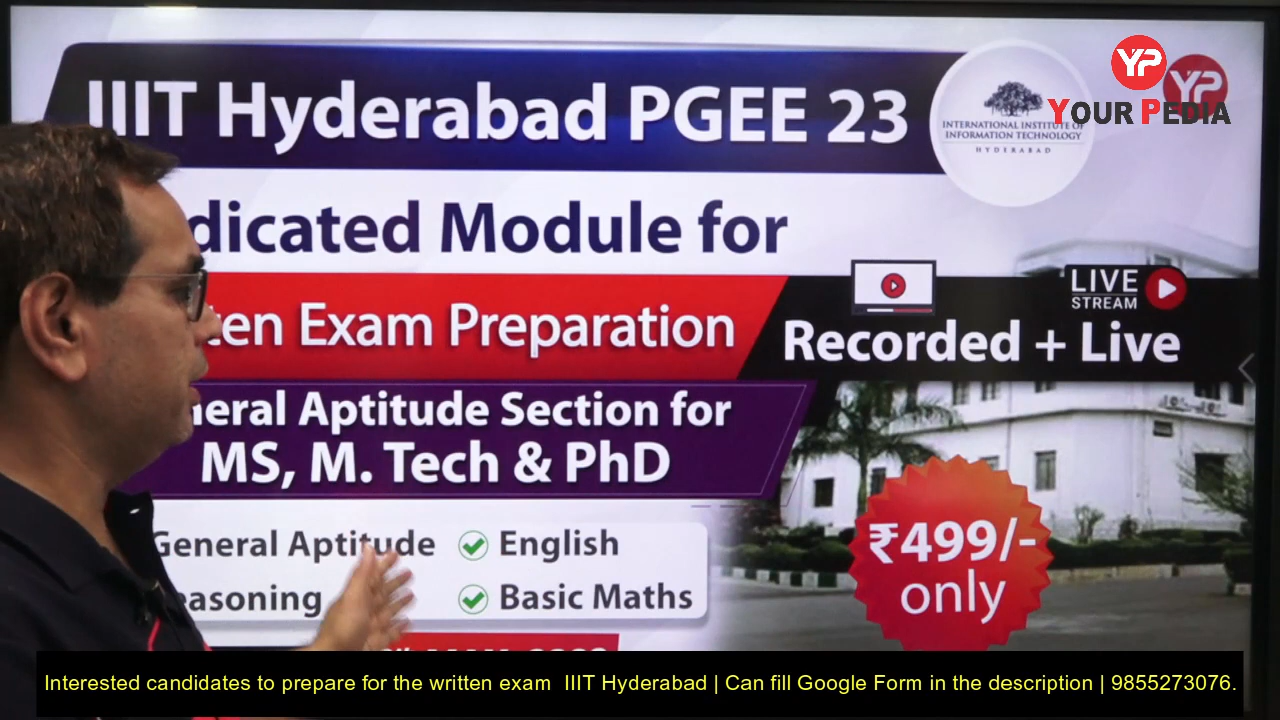 YP
YP
YOUR PEDIA
IIIT Hyderabad PGEE 23
INTERNATIONAL INSTITUTE OF
INFORMATION TECHNOLOGY
HYDERABAD
dicated Module for
ten Exam Preparation
LIVE
STREAM
Recorded + Live
neral Aptitude Section for
MS, M. Tech & PhD
General Aptitude
English
easoning
Basic Maths
₹499/-
only
Interested candidates to prepare for the written exam IIIT Hyderabad | Can fill Google Form in the description | 9855273076.